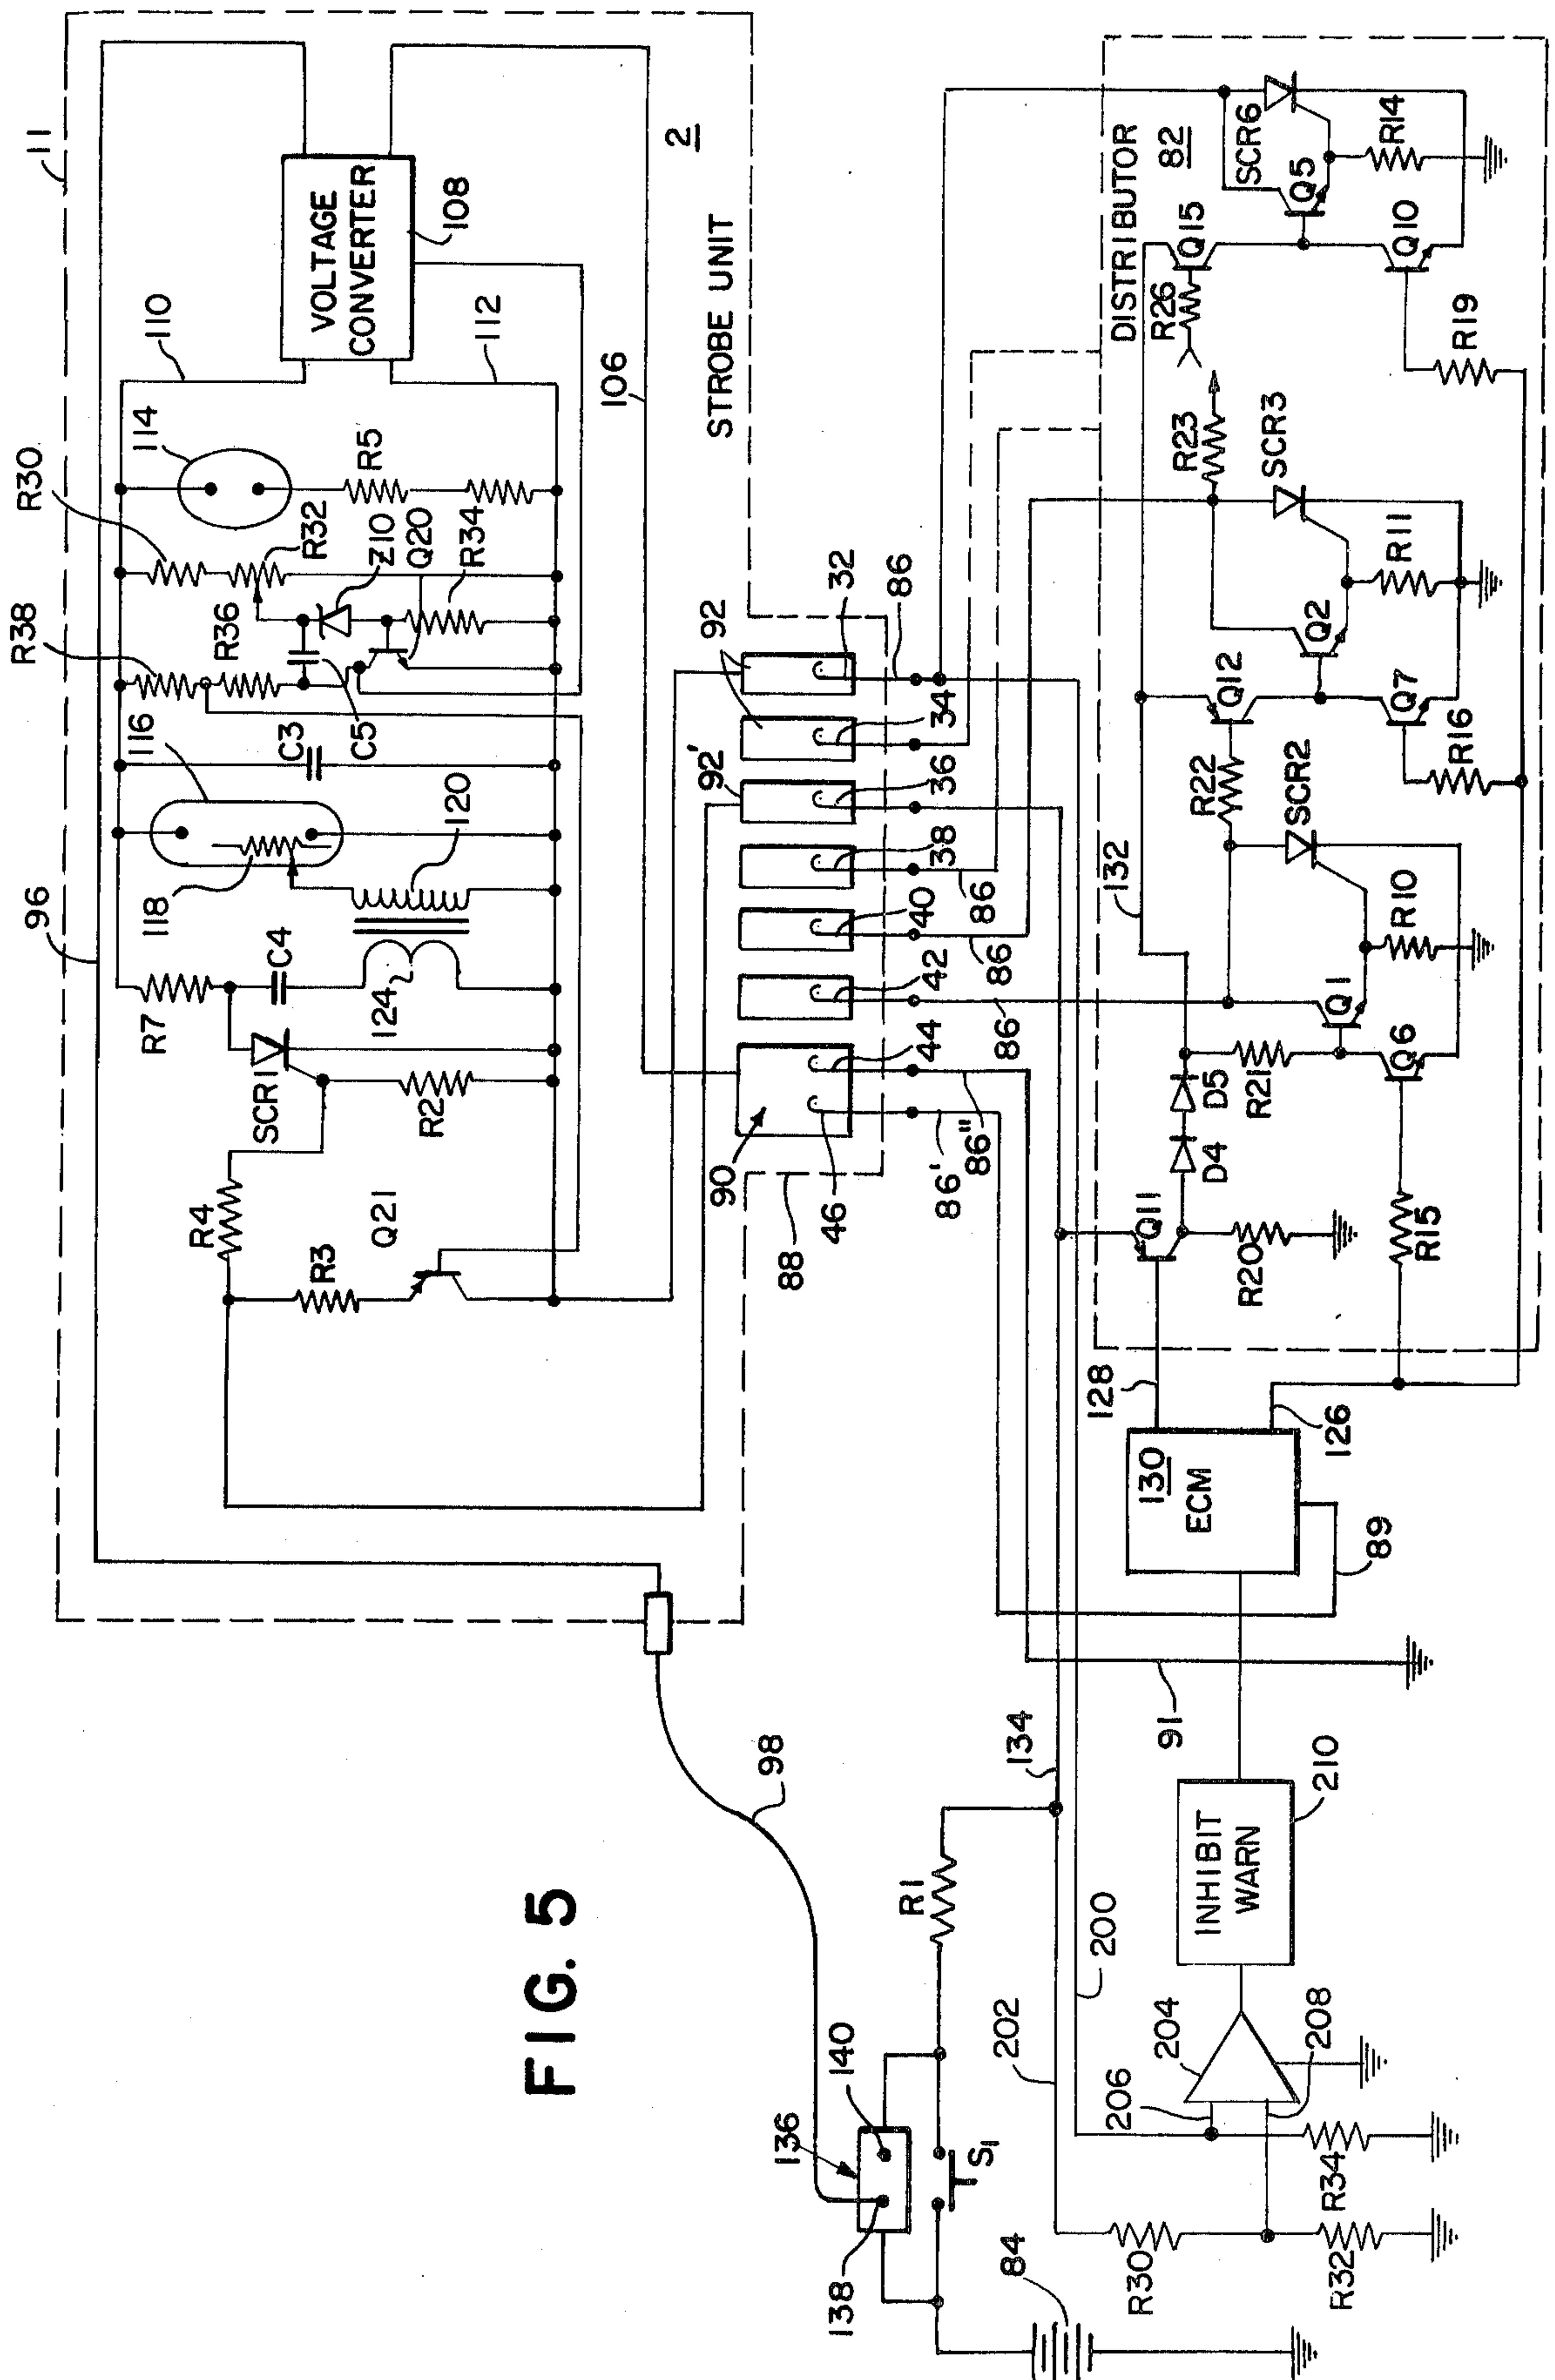 11
R30
R38
110
116
96
114
R32
118
R36
Z10
Q20
R5
R34
112
VOLTAGE
CONVERTER
108
R7
C4
C3
C5
120
124
SCR1
R2
R4
R3
Q21
106
2
STROBE UNIT
92
92'
90
46
44
42
40
38
36
34
32
88
86'
86"
86
86
86
86
98
FIG. 5
134
202
200
R1
136
140
138
S1
84
R30
R32
R34
206
204
208
INHIBIT
WARN
210
91
89
130
ECM
128
126
132
Q11
D4
D5
R20
R21
R15
Q6
Q1
R10
SCR2
R22
Q12
R16
Q7
Q2
R11
SCR3
R23
R26
Q15
R19
Q10
Q5
SCR6
R14
DISTRIBUTOR
82